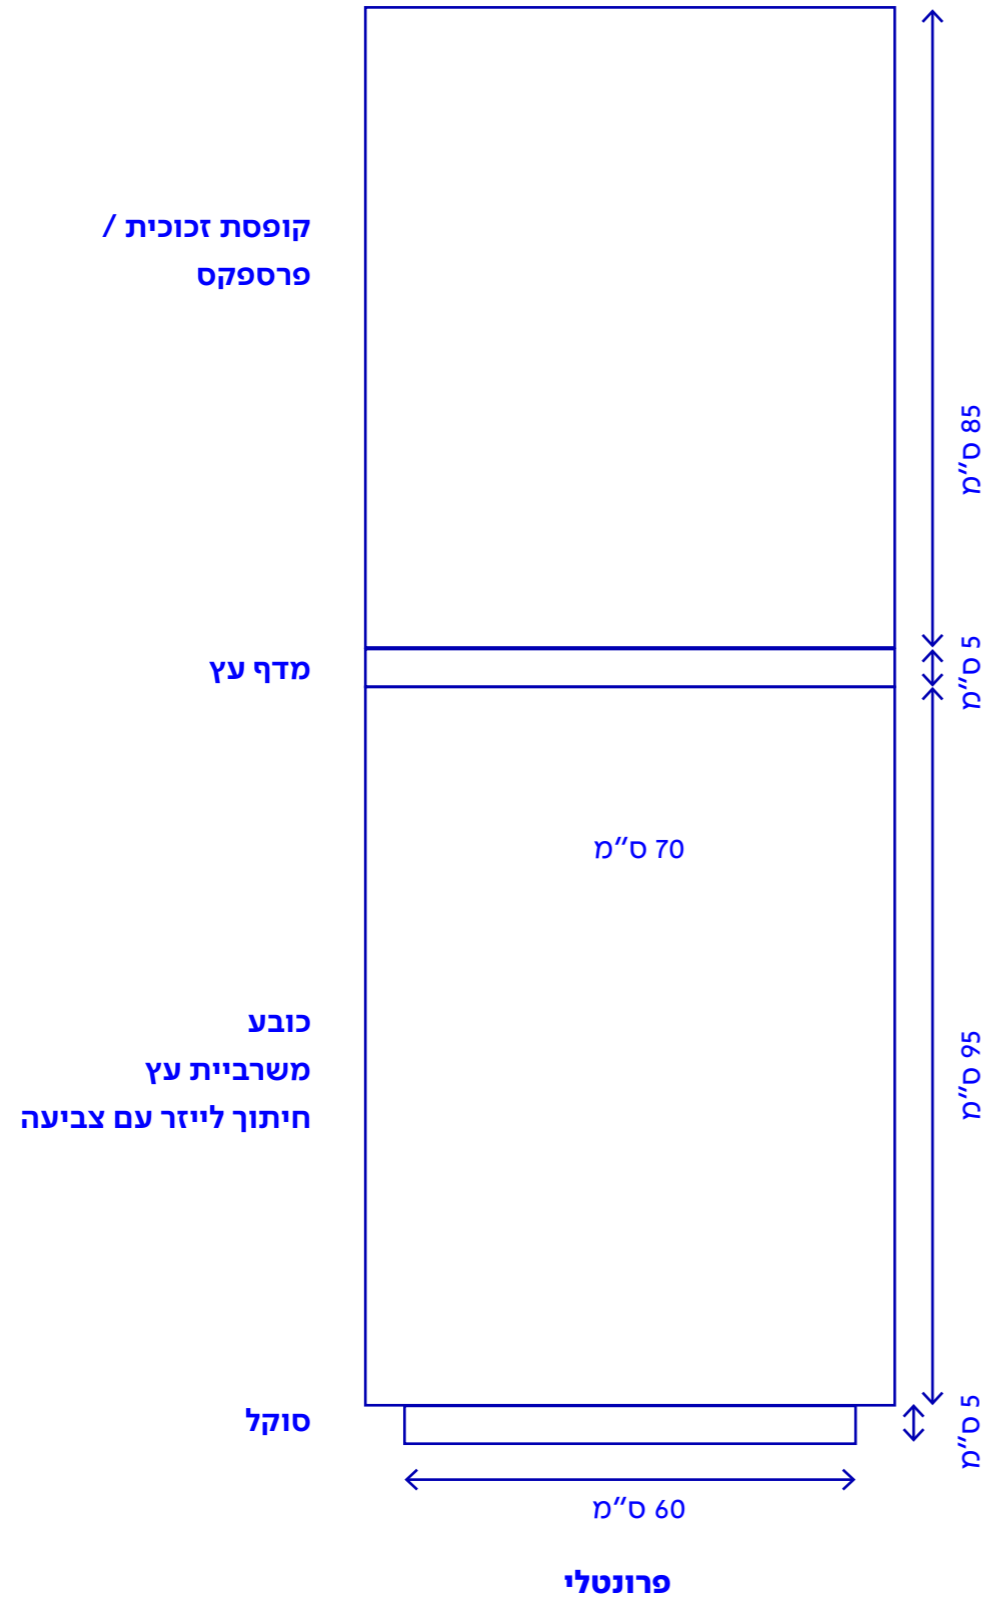 קופסת זכוכית /
פרספקס
85 ס״מ
מדף עץ
5 ס״מ
70 ס״מ
כובע
משרביית עץ
חיתוך לייזר עם צביעה
95 ס״מ
סוקל
5 ס״מ
60 ס״מ
פרונטלי